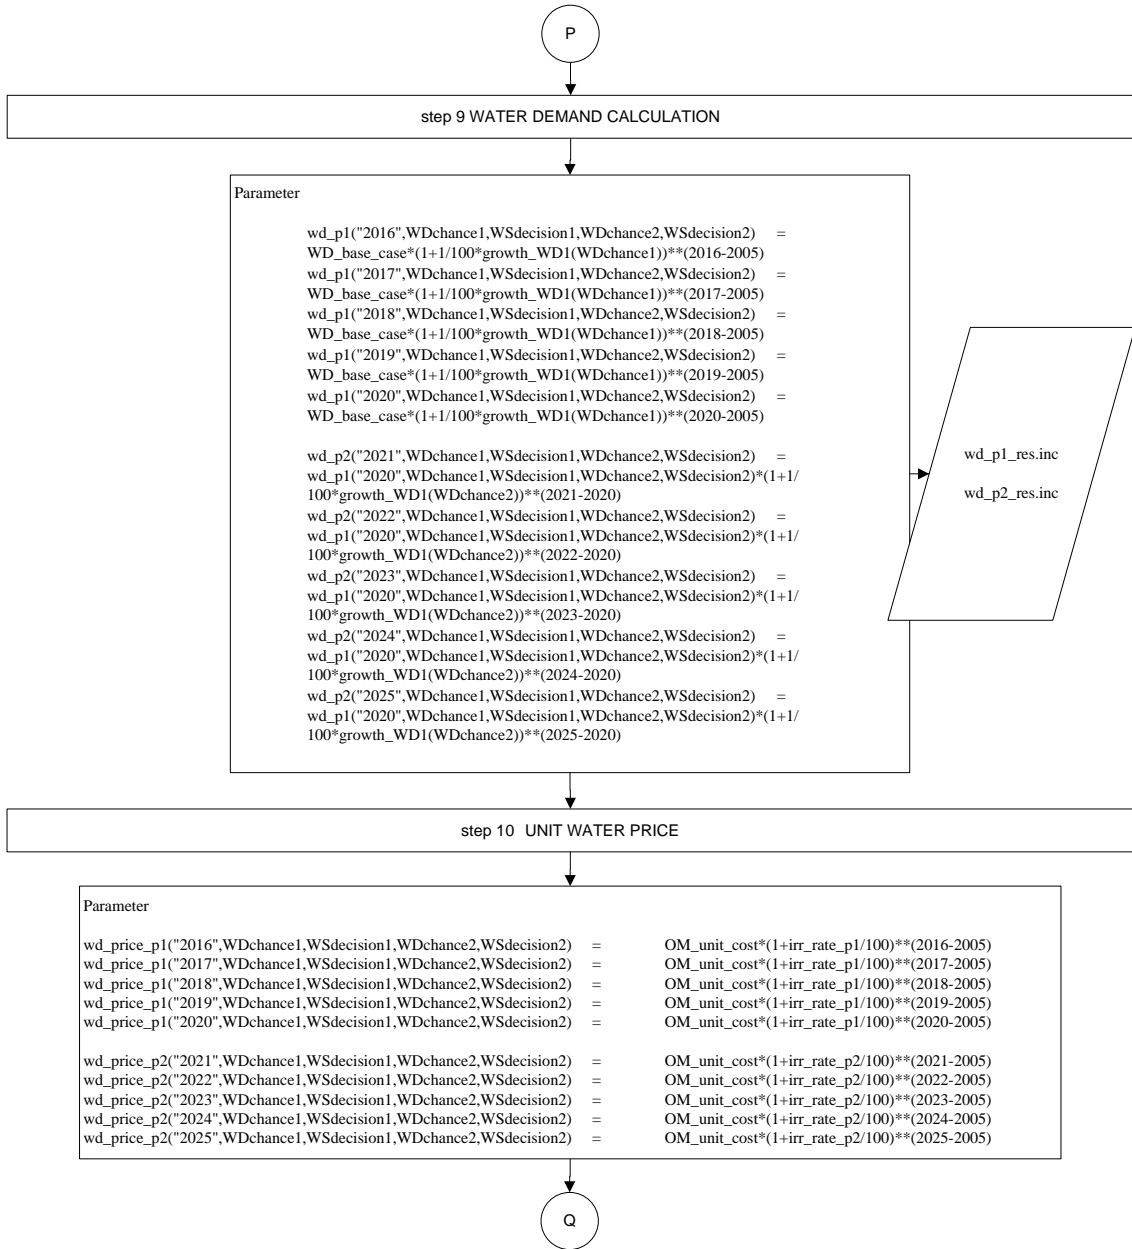 P
step 9 WATER DEMAND CALCULATION
Parameter
wd_p1("2016",WDchance1,WSdecision1,WDchance2,WSdecision2) =
WD_base_case*(1+1/100*growth_WD1(WDchance1))**(2016-2005)
wd_p1("2017",WDchance1,WSdecision1,WDchance2,WSdecision2) =
WD_base_case*(1+1/100*growth_WD1(WDchance1))**(2017-2005)
wd_p1("2018",WDchance1,WSdecision1,WDchance2,WSdecision2) =
WD_base_case*(1+1/100*growth_WD1(WDchance1))**(2018-2005)
wd_p1("2019",WDchance1,WSdecision1,WDchance2,WSdecision2) =
WD_base_case*(1+1/100*growth_WD1(WDchance1))**(2019-2005)
wd_p1("2020",WDchance1,WSdecision1,WDchance2,WSdecision2) =
WD_base_case*(1+1/100*growth_WD1(WDchance1))**(2020-2005)
wd_p2("2021",WDchance1,WSdecision1,WDchance2,WSdecision2) =
wd_p1("2020",WDchance1,WSdecision1,WDchance2,WSdecision2)*(1+1/
100*growth_WD1(WDchance2))**(2021-2020)
wd_p2("2022",WDchance1,WSdecision1,WDchance2,WSdecision2) =
wd_p1("2020",WDchance1,WSdecision1,WDchance2,WSdecision2)*(1+1/
100*growth_WD1(WDchance2))**(2022-2020)
wd_p2("2023",WDchance1,WSdecision1,WDchance2,WSdecision2) =
wd_p1("2020",WDchance1,WSdecision1,WDchance2,WSdecision2)*(1+1/
100*growth_WD1(WDchance2))**(2023-2020)
wd_p2("2024",WDchance1,WSdecision1,WDchance2,WSdecision2) =
wd_p1("2020",WDchance1,WSdecision1,WDchance2,WSdecision2)*(1+1/
100*growth_WD1(WDchance2))**(2024-2020)
wd_p2("2025",WDchance1,WSdecision1,WDchance2,WSdecision2) =
wd_p1("2020",WDchance1,WSdecision1,WDchance2,WSdecision2)*(1+1/
100*growth_WD1(WDchance2))**(2025-2020)
wd_p1_res.inc
wd_p2_res.inc
step 10 UNIT WATER PRICE
Parameter
wd_price_p1("2016",WDchance1,WSdecision1,WDchance2,WSdecision2) = OM_unit_cost*(1+irr_rate_p1/100)**(2016-2005)
wd_price_p1("2017",WDchance1,WSdecision1,WDchance2,WSdecision2) = OM_unit_cost*(1+irr_rate_p1/100)**(2017-2005)
wd_price_p1("2018",WDchance1,WSdecision1,WDchance2,WSdecision2) = OM_unit_cost*(1+irr_rate_p1/100)**(2018-2005)
wd_price_p1("2019",WDchance1,WSdecision1,WDchance2,WSdecision2) = OM_unit_cost*(1+irr_rate_p1/100)**(2019-2005)
wd_price_p1("2020",WDchance1,WSdecision1,WDchance2,WSdecision2) = OM_unit_cost*(1+irr_rate_p1/100)**(2020-2005)
wd_price_p2("2021",WDchance1,WSdecision1,WDchance2,WSdecision2) = OM_unit_cost*(1+irr_rate_p2/100)**(2021-2005)
wd_price_p2("2022",WDchance1,WSdecision1,WDchance2,WSdecision2) = OM_unit_cost*(1+irr_rate_p2/100)**(2022-2005)
wd_price_p2("2023",WDchance1,WSdecision1,WDchance2,WSdecision2) = OM_unit_cost*(1+irr_rate_p2/100)**(2023-2005)
wd_price_p2("2024",WDchance1,WSdecision1,WDchance2,WSdecision2) = OM_unit_cost*(1+irr_rate_p2/100)**(2024-2005)
wd_price_p2("2025",WDchance1,WSdecision1,WDchance2,WSdecision2) = OM_unit_cost*(1+irr_rate_p2/100)**(2025-2005)
Q